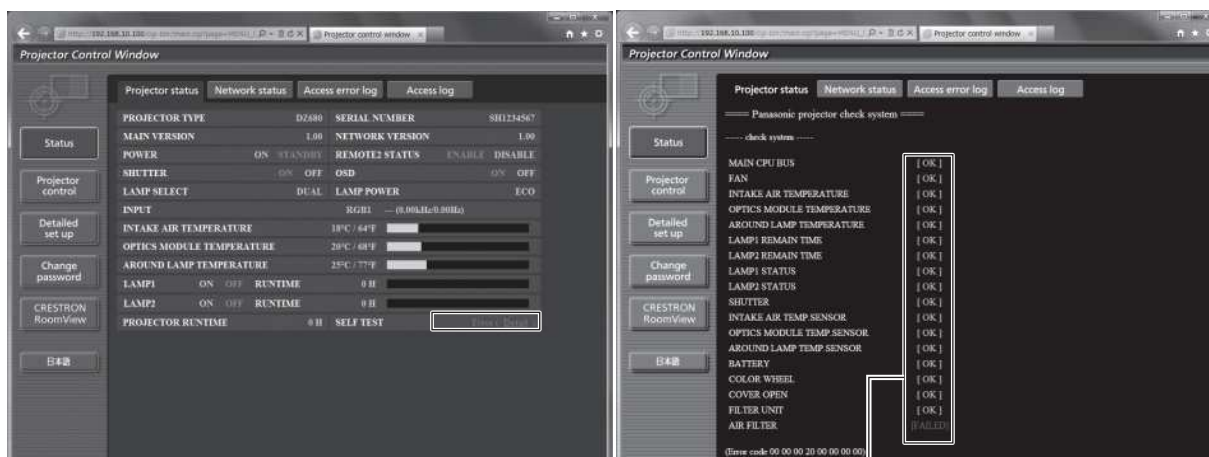 Projector control window
Projector Control Window
Projector status Network status Access error log Access log
Status
Projector control
Detailed set up
Change password
CRESTRON RoomView
日本語
PROJECTOR TYPE DZ680 SERIAL NUMBER SH1234567
MAIN VERSION 1.00 NETWORK VERSION 1.00
POWER ON STANDBY REMOTE2 STATUS ENABLE DISABLE
SHUTTER ON OFF OSD ON OFF
LAMP SELECT DUAL LAMP POWER ECO
INPUT RGB1 --- (0.00kHz/0.00Hz)
INTAKE AIR TEMPERATURE 18°C / 64°F
OPTICS MODULE TEMPERATURE 20°C / 68°F
AROUND LAMP TEMPERATURE 25°C / 77°F
LAMP1 ON OFF RUNTIME 0 H
LAMP2 ON OFF RUNTIME 0 H
PROJECTOR RUNTIME 0 H SELF TEST
Projector control window
Projector Control Window
Projector status Network status Access error log Access log
Status
Projector control
Detailed set up
Change password
CRESTRON RoomView
日本語
==== Panasonic projector check system ====
----- check system -----
MAIN CPU BUS [ OK ]
FAN [ OK ]
INTAKE AIR TEMPERATURE [ OK ]
OPTICS MODULE TEMPERATURE [ OK ]
AROUND LAMP TEMPERATURE [ OK ]
LAMP1 REMAIN TIME [ OK ]
LAMP2 REMAIN TIME [ OK ]
LAMP1 STATUS [ OK ]
LAMP2 STATUS [ OK ]
SHUTTER [ OK ]
INTAKE AIR TEMP.SENSOR [ OK ]
OPTICS MODULE TEMP.SENSOR [ OK ]
AROUND LAMP TEMP.SENSOR [ OK ]
BATTERY [ OK ]
COLOR WHEEL [ OK ]
COVER OPEN [ OK ]
FILTER UNIT [ OK ]
AIR FILTER [FAILED]
(Error code 00 00 00 20 00 00 00 00)